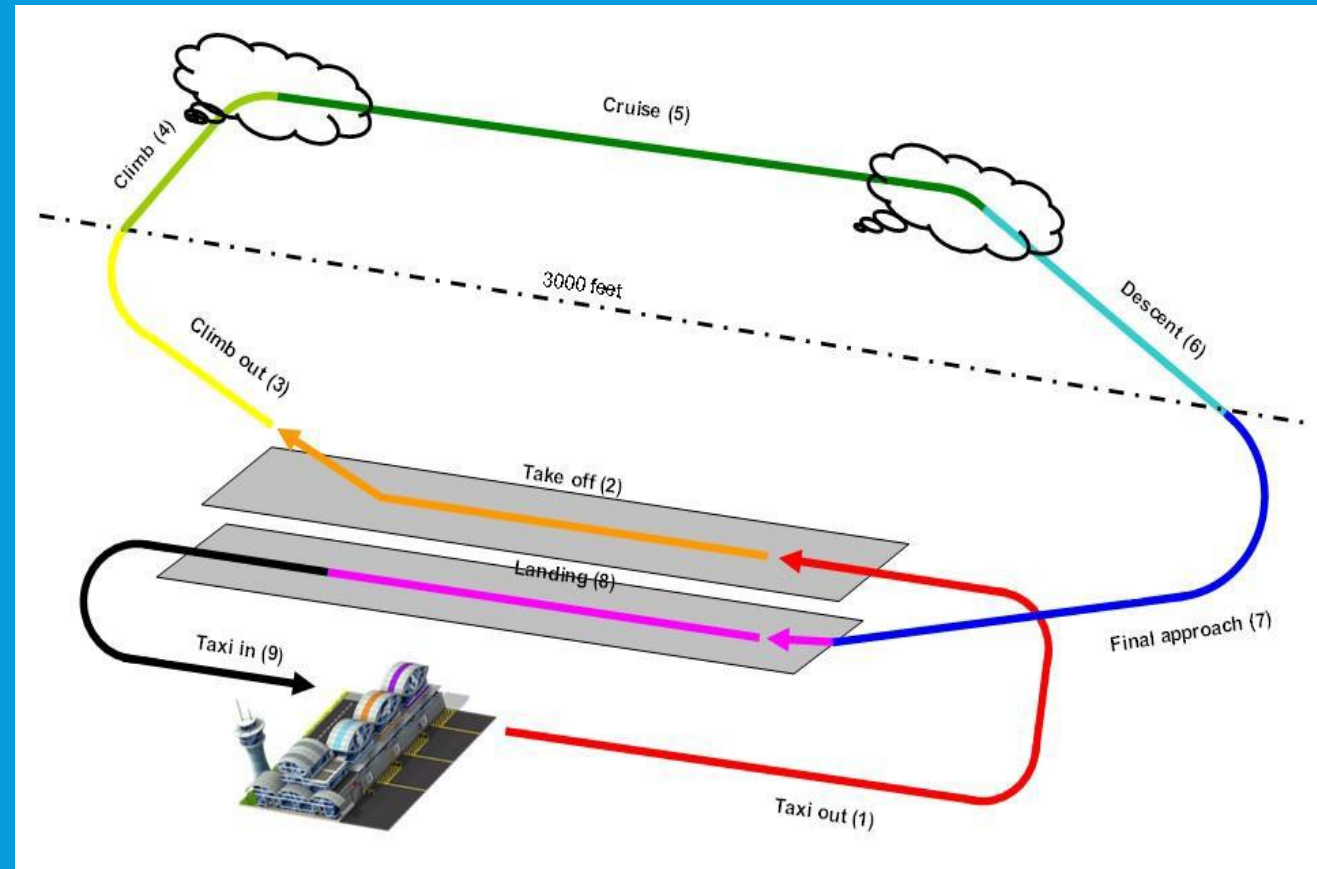 Cruise (5)
Climb (4)
3000 feet
Descent (6)
Climb out (3)
Take off (2)
Landing (8)
Final approach (7)
Taxi in (9)
Taxi out (1)